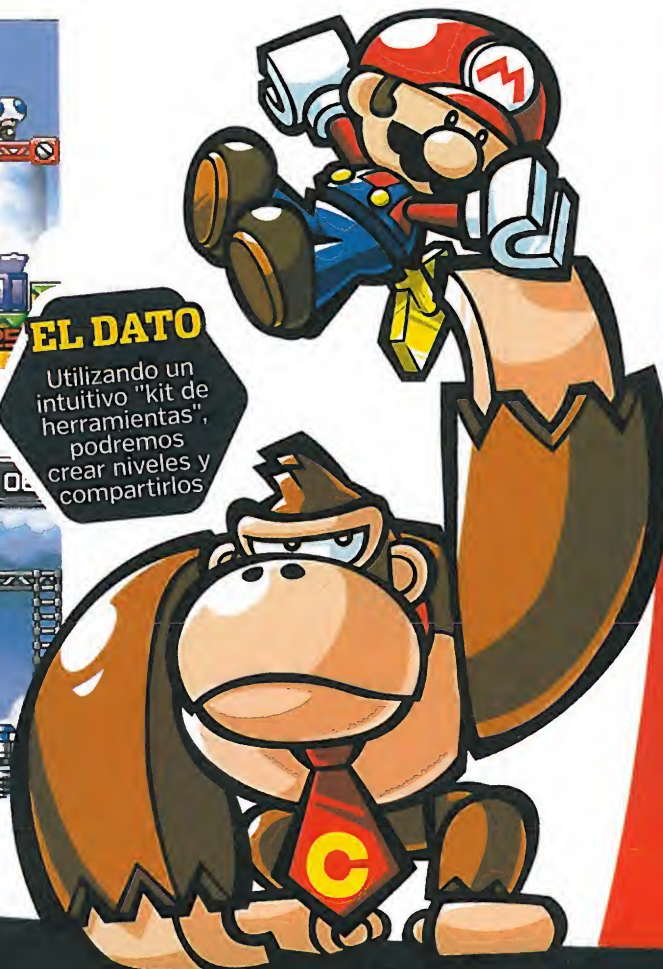 M
EL DATO
Utilizando un
intuitivo "kit de
herramientas",
podremos
crear niveles y
compartirlos
C